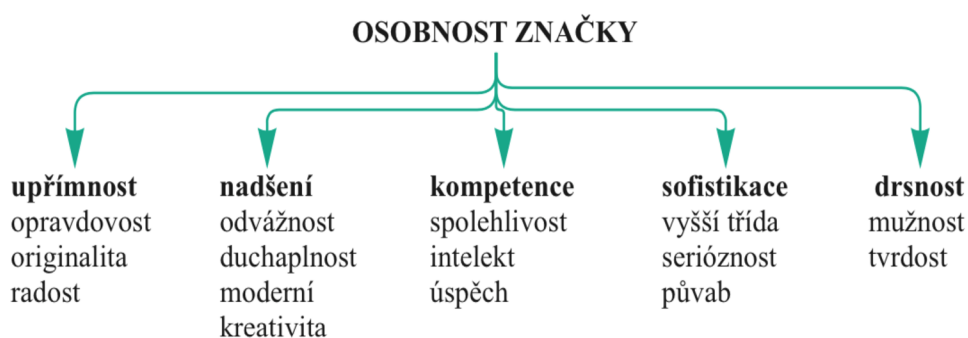 OSOBNOST ZNAČKY
upřímnost
opravdovost
originalita
radost
nadšení
odvážnost
duchaplnost
moderní
kreativita
kompetence
spolehlivost
intelekt
úspěch
sofistikace
vyšší třída
serióznost
půvab
drsnost
mužnost
tvrdost